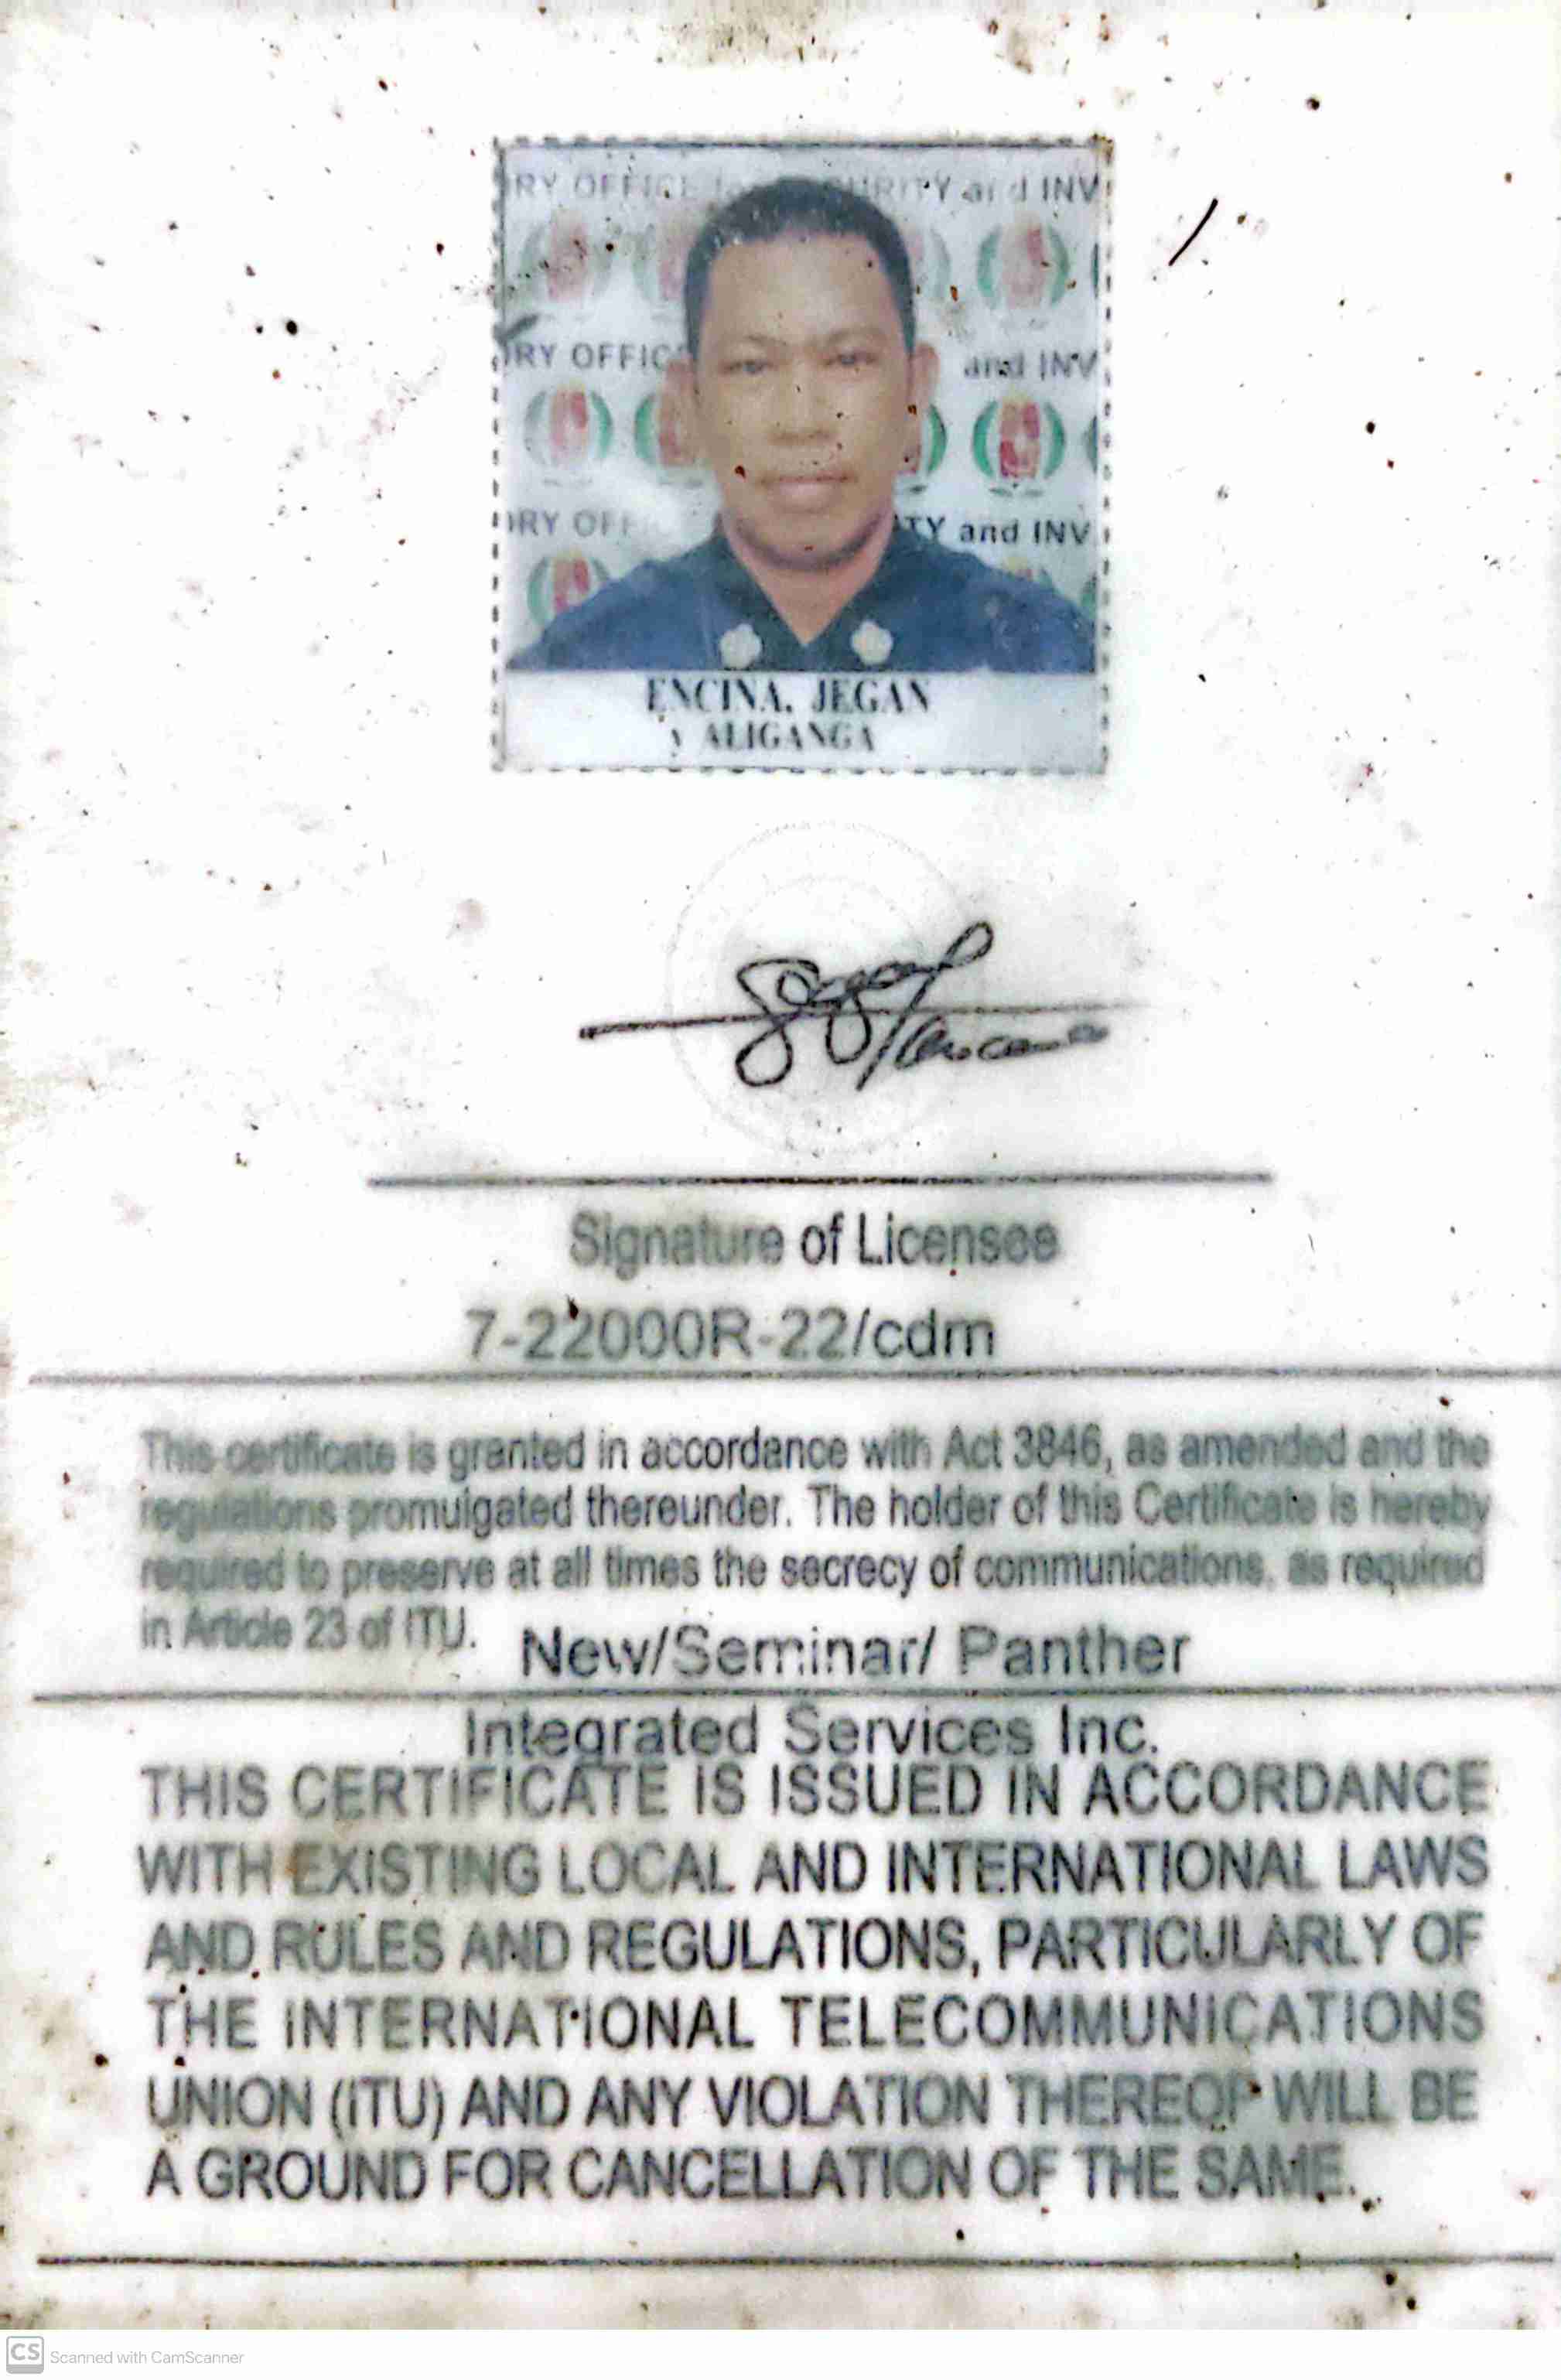 RY OFFICE URITY and INV
ORY OFFIC and INV
ORY OFF TY and INV
ENCINA, JEGAN
y ALIGANGA
Signature of Licensee
7-22000R-22/cdm
This certificate is granted in accordance with Act 3846, as amended and the
regulations promulgated thereunder. The holder of this Certificate is hereby
required to preserve at all times the secrecy of communications, as required
in Article 23 of ITU.
New/Seminar/ Panther
Integrated Services Inc.
THIS CERTIFICATE IS ISSUED IN ACCORDANCE
WITH EXISTING LOCAL AND INTERNATIONAL LAWS
AND RULES AND REGULATIONS, PARTICULARLY OF
THE INTERNATIONAL TELECOMMUNICATIONS
UNION (ITU) AND ANY VIOLATION THEREOF WILL BE
A GROUND FOR CANCELLATION OF THE SAME.
CS Scanned with CamScanner